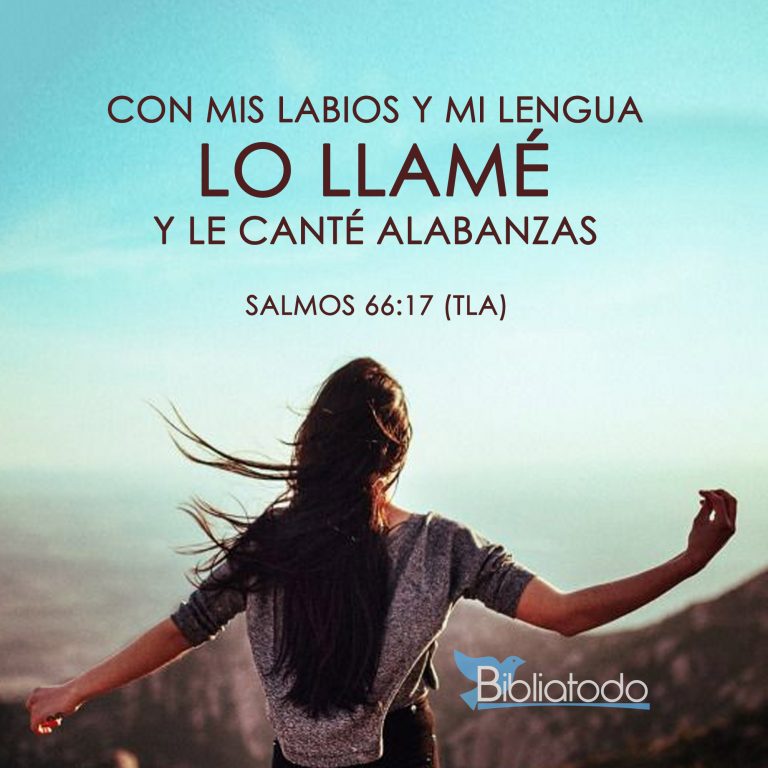 CON MIS LABIOS Y MI LENGUA
LO LLAMÉ
Y LE CANTÉ ALABANZAS
SALMOS 66:17 (TLA)
Bibliatodo